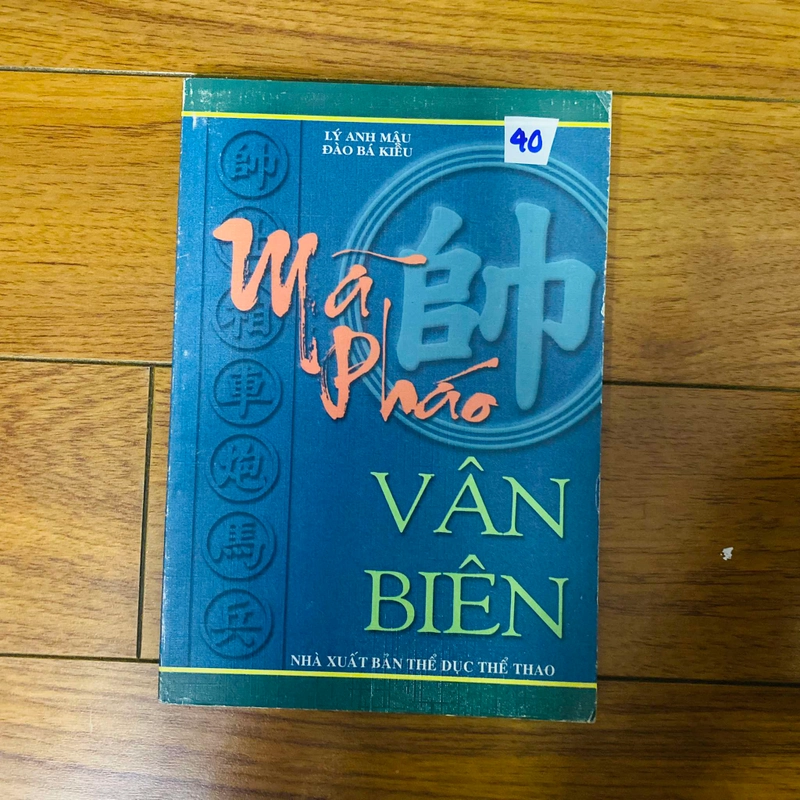 LÝ ANH MẬU
ĐÀO BÁ KIỀU
40
帥
仕
相
車
炮
馬
兵
帥
Mã
Pháo
VÂN
BIÊN
NHÀ XUẤT BẢN THỂ DỤC THỂ THAO